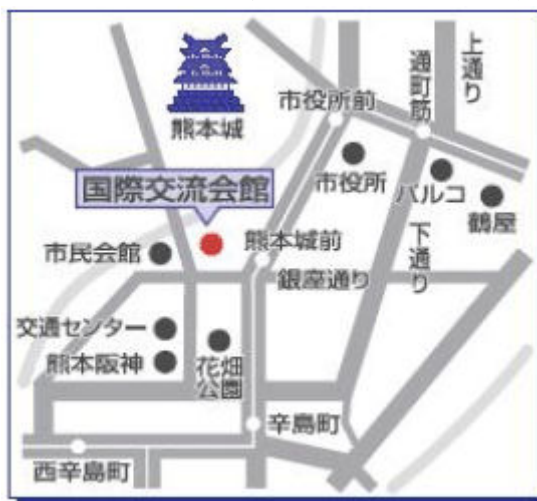 上通り
通町筋
市役所前
熊本城
市役所
パルコ
鶴屋
国際交流会館
市民会館
熊本城前
銀座通り
下通り
交通センター
熊本阪神
花畑
公園
辛島町
西辛島町